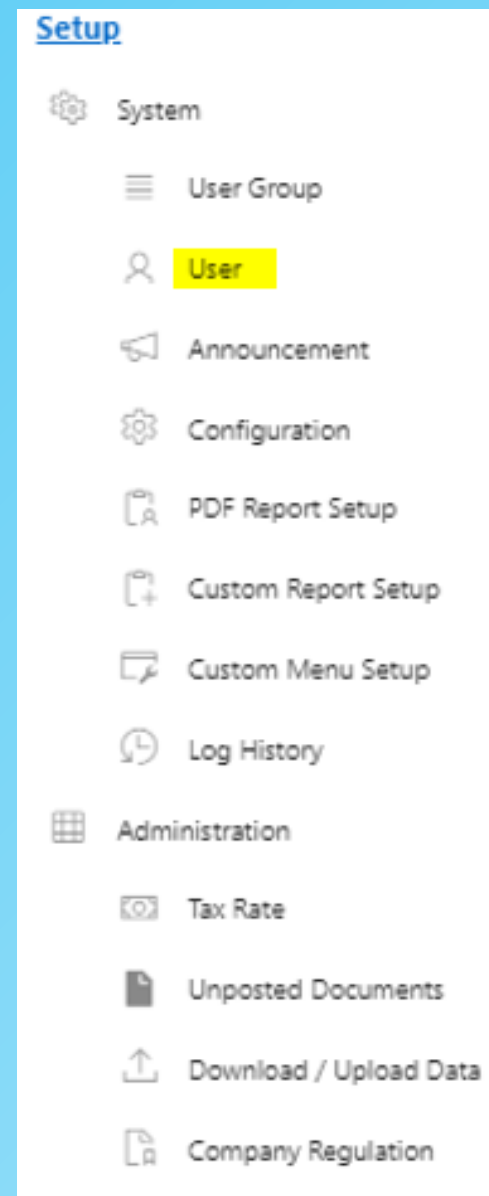 Setup
System
User Group
User
Announcement
Configuration
PDF Report Setup
Custom Report Setup
Custom Menu Setup
Log History
Administration
Tax Rate
Unposted Documents
Download / Upload Data
Company Regulation